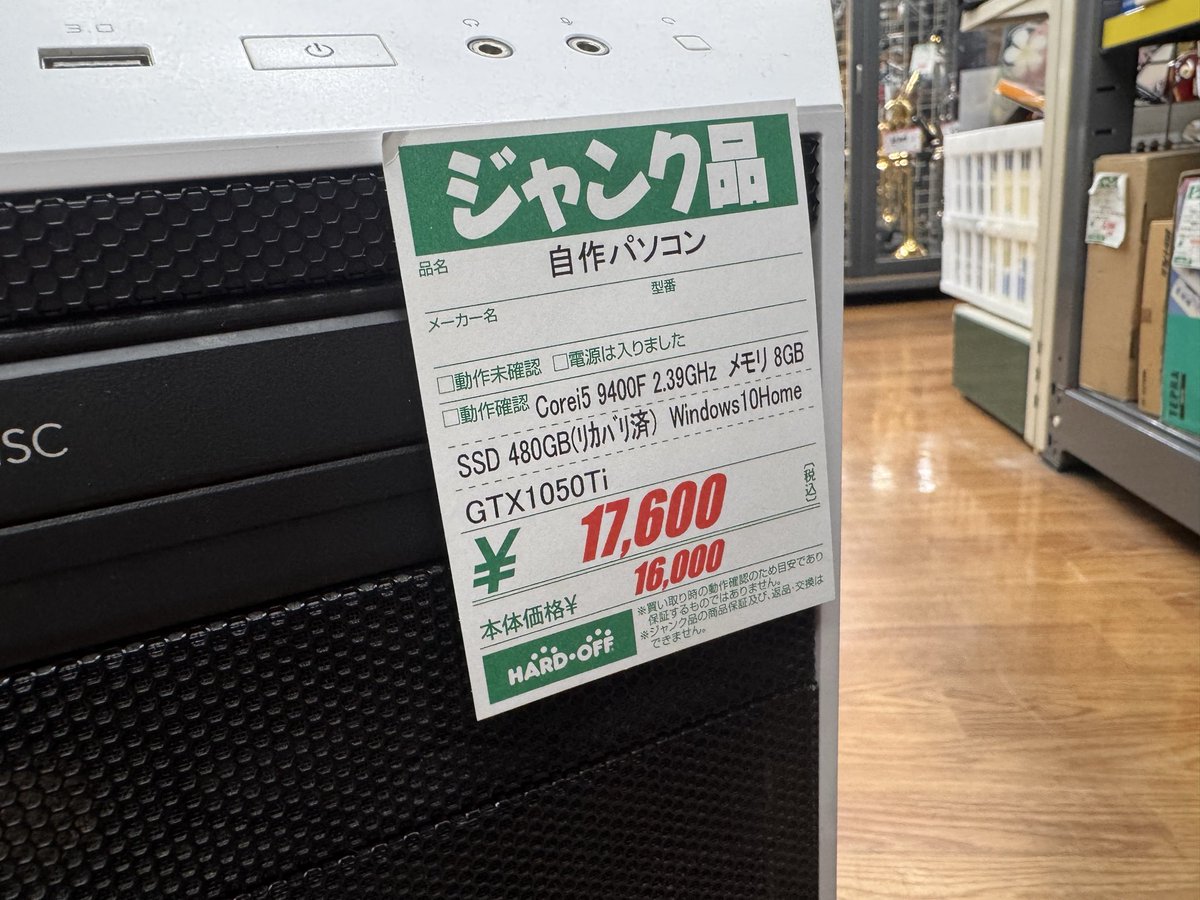 3.0
ISC
ジャンク品
品名 自作パソコン
メーカー名 型番
□動作未確認 □電源は入りました
□動作確認 Corei5 9400F 2.39GHz メモリ 8GB
SSD 480GB(ﾘｶﾊﾞﾘ済) Windows10Home
GTX1050Ti
¥ 17,600 (税込)
本体価格¥ 16,000
※買い取り時の動作確認のため目安であり
保証するものではありません。
※ジャンク品の商品保証及び、返品・交換は
できません。
HARD・OFF
TEPRA